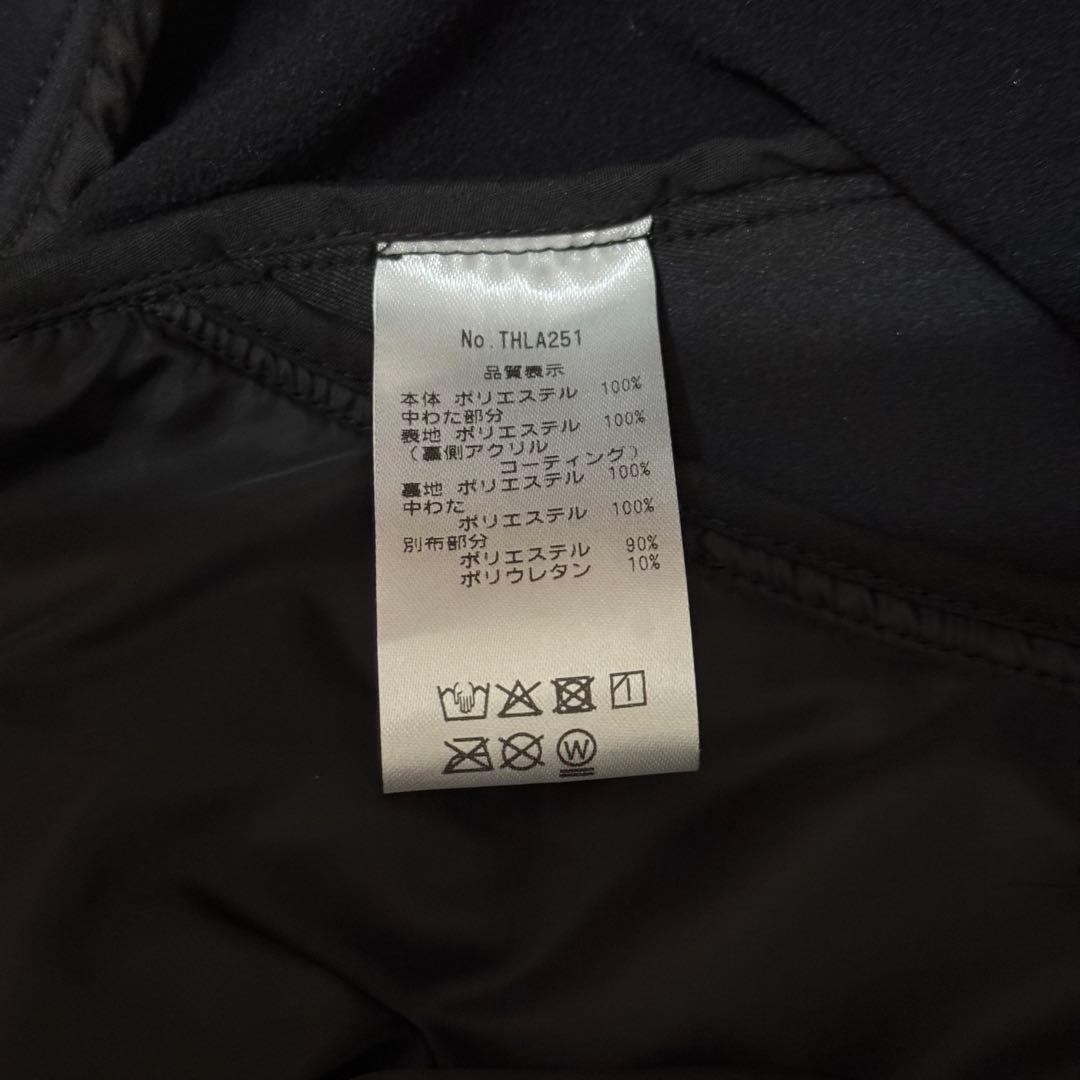 No.THLA251
品質表示
本体 ポリエステル 100%
中わた部分
表地 ポリエステル 100%
(裏側アクリル
コーティング)
裏地 ポリエステル 100%
中わた
ポリエステル 100%
別布部分
ポリエステル 90%
ポリウレタン 10%
W